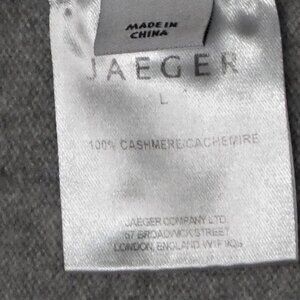 MADE IN
CHINA
JAEGER
L
100% CASHMERE/CACHEMIRE
JAEGER COMPANY LTD.
57 BROADWICK STREET
LONDON, ENGLAND W1F 9QS